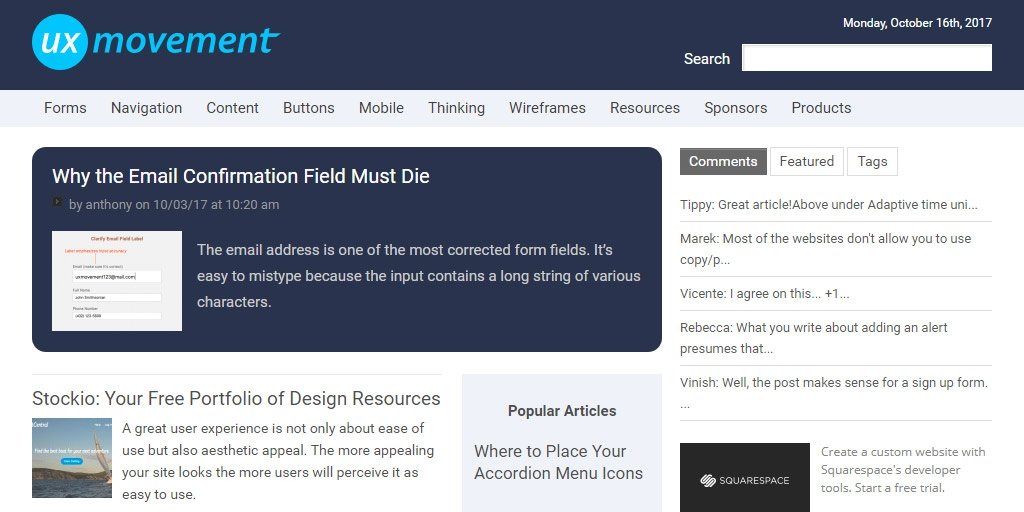 ux movement
Monday, October 16th, 2017
Search
Forms Navigation Content Buttons Mobile Thinking Wireframes Resources Sponsors Products
Why the Email Confirmation Field Must Die
by anthony on 10/03/17 at 10:20 am
Clarify Email Field Label
Label emphasizes input accuracy
Email (make sure it's correct)
uxmovement123@mail.com
Full Name
John Smithsonian
Phone Number
(402) 123-5889
The email address is one of the most corrected form fields. It's
easy to mistype because the input contains a long string of various
characters.
Stockio: Your Free Portfolio of Design Resources
A great user experience is not only about ease of
use but also aesthetic appeal. The more appealing
your site looks the more users will perceive it as
easy to use.
Popular Articles
Where to Place Your
Accordion Menu Icons
Comments Featured Tags
Tippy: Great article!Above under Adaptive time uni...
Marek: Most of the websites don't allow you to use
copy/p...
Vicente: I agree on this... +1...
Rebecca: What you write about adding an alert
presumes that...
Vinish: Well, the post makes sense for a sign up form.
...
SQUARESPACE
Create a custom website with
Squarespace's developer
tools. Start a free trial.